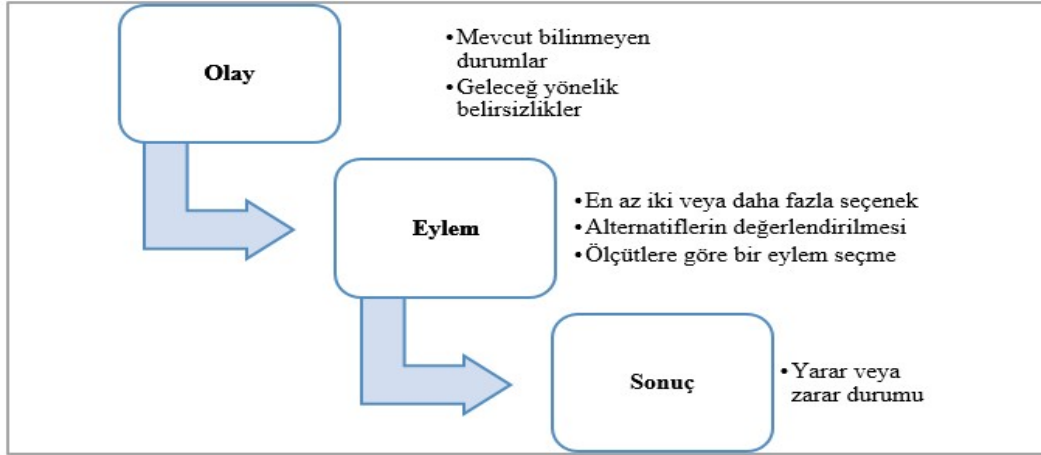 Olay
•Mevcut bilinmeyen
durumlar
•Geleceğ yönelik
belirsizlikler
Eylem
•En az iki veya daha fazla seçenek
•Alternatiflerin değerlendirilmesi
•Ölçütlere göre bir eylem seçme
Sonuç
•Yarar veya
zarar durumu